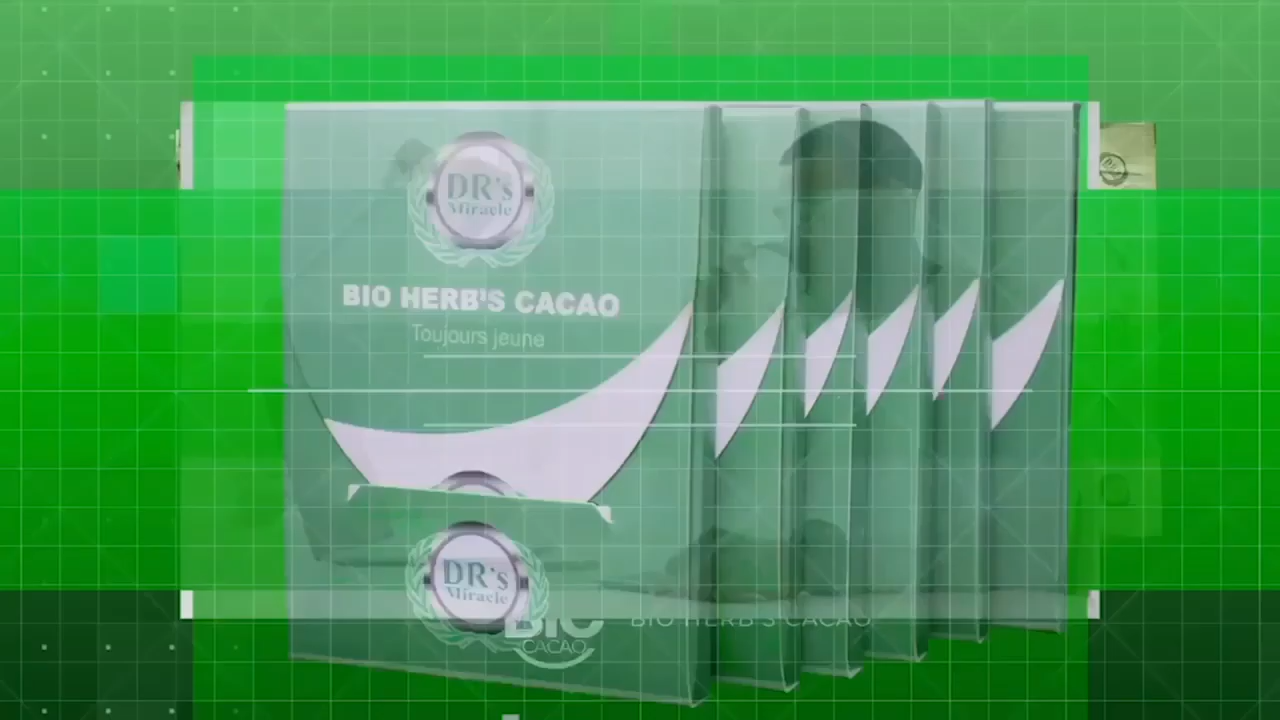 DR's
Miracle
BIO HERB'S CACAO
Toujours jeune
DR's
Miracle
BIO
CACAO
BIO HERB'S CACAO